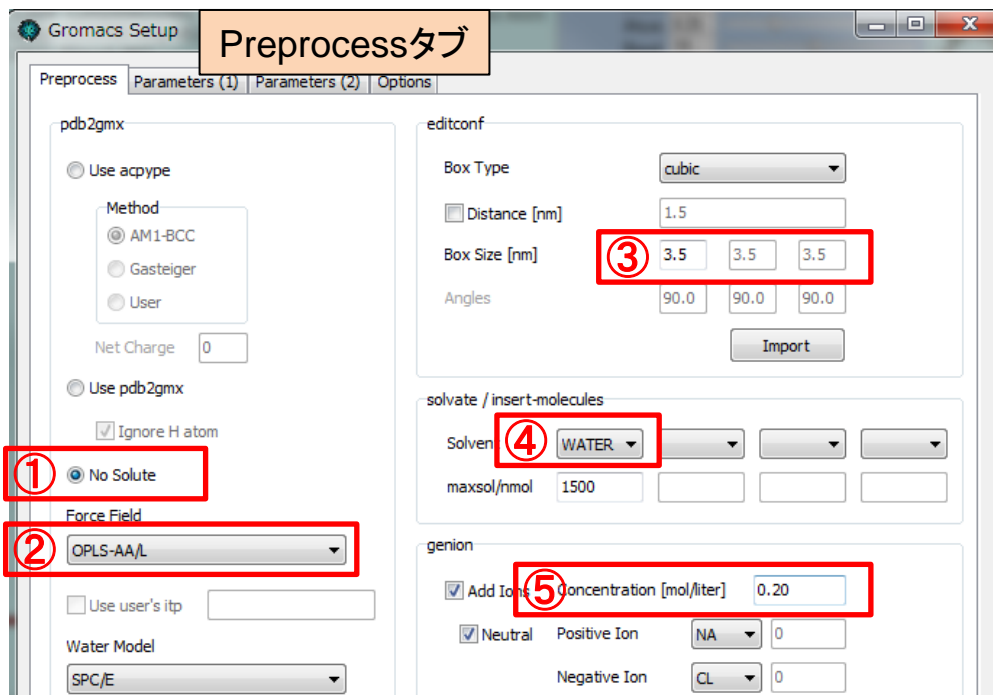 Gromacs Setup
Preprocessタブ
Preprocess Parameters (1) Parameters (2) Options
pdb2gmx
Use acpype
Method
AM1-BCC
Gasteiger
User
Net Charge 0
Use pdb2gmx
Ignore H atom
① No Solute
Force Field
② OPLS-AA/L
Use user's itp
Water Model
SPC/E
editconf
Box Type cubic
Distance [nm] 1.5
Box Size [nm] ③ 3.5 3.5 3.5
Angles 90.0 90.0 90.0
Import
solvate / insert-molecules
Solven ④ WATER
maxsol/nmol 1500
genion
Add Ions ⑤ Concentration [mol/liter] 0.20
Neutral Positive Ion NA 0
Negative Ion CL 0